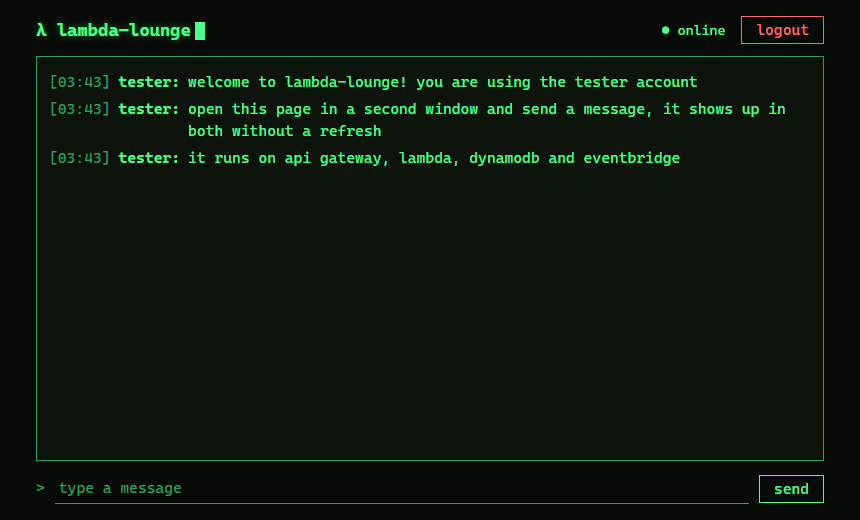 λ lambda-lounge
● online
logout
[03:43] tester: welcome to lambda-lounge! you are using the tester account
[03:43] tester: open this page in a second window and send a message, it shows up in
both without a refresh
[03:43] tester: it runs on api gateway, lambda, dynamodb and eventbridge
> type a message
send